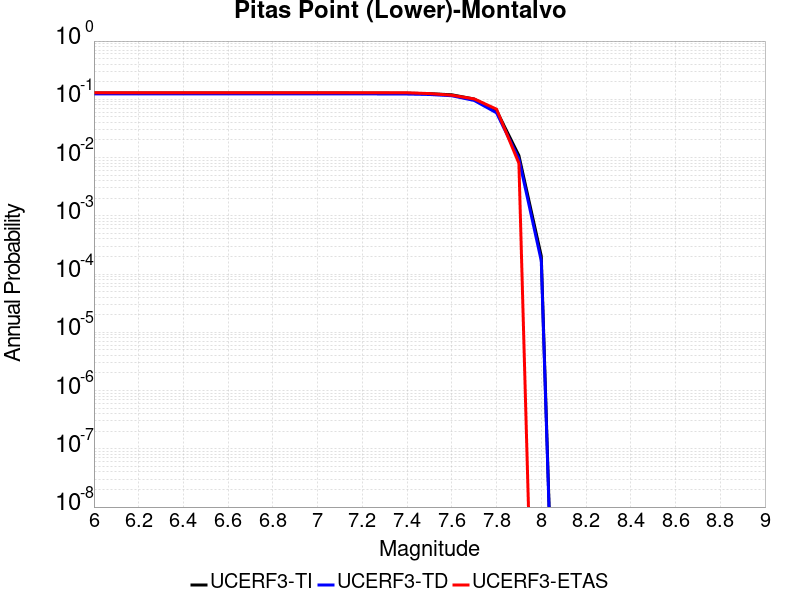 Pitas Point (Lower)-Montalvo
10^0
10^-1
10^-2
10^-3
10^-4
10^-5
10^-6
10^-7
10^-8
Annual Probability
6 6.2 6.4 6.6 6.8 7 7.2 7.4 7.6 7.8 8 8.2 8.4 8.6 8.8 9
Magnitude
UCERF3-TI UCERF3-TD UCERF3-ETAS